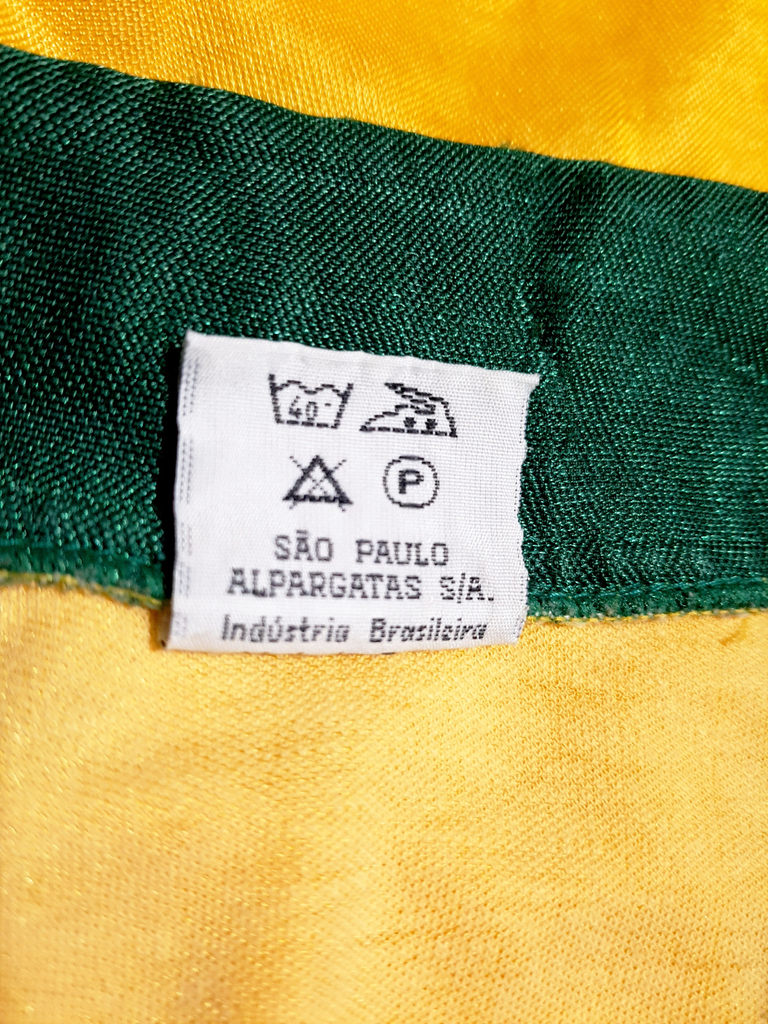 40°
P
SÃO PAULO
ALPARGATAS S/A.
Indústria Brasileira